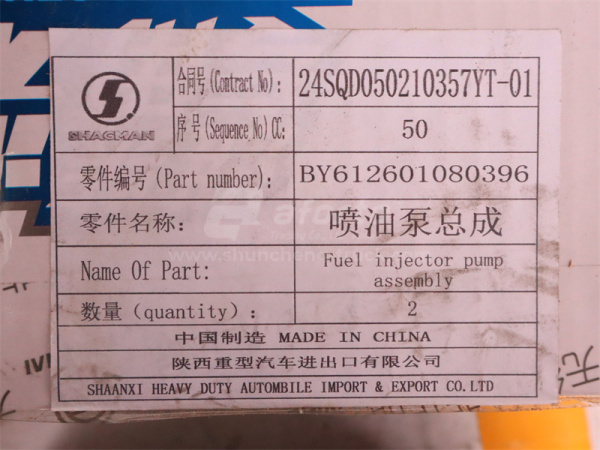 SHACMAN
合同号(Contract No): 24SQD050210357YT-01
序号(Sequence No)CC: 50
零件编号(Part number): BY612601080396
零件名称: 喷油泵总成
Name Of Part: Fuel injector pump
assembly
数量(quantity): 2
中国制造 MADE IN CHINA
陕西重型汽车进出口有限公司
SHAANXI HEAVY DUTY AUTOMBILE IMPORT & EXPORT CO.LTD